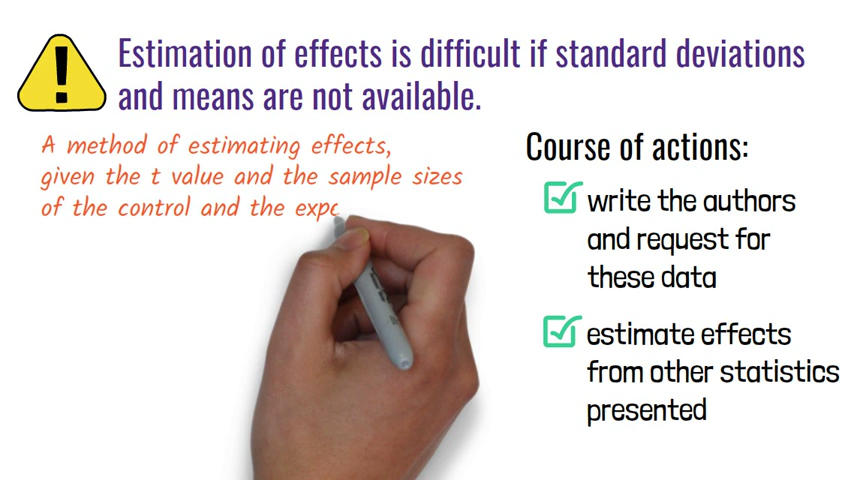 Estimation of effects is difficult if standard deviations
and means are not available.
A method of estimating effects,
given the t value and the sample sizes
of the control and the
Course of actions:
write the authors
and request for
these data
estimate effects
from other statistics
presented